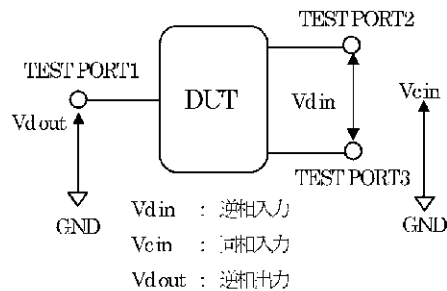 TEST PORT2
TEST PORT1
DUT
Vdin
Vcin
Vdout
TEST PORT3
GND
GND
Vdin : 逆相入力
Vcin : 同相入力
Vdout : 逆相出力